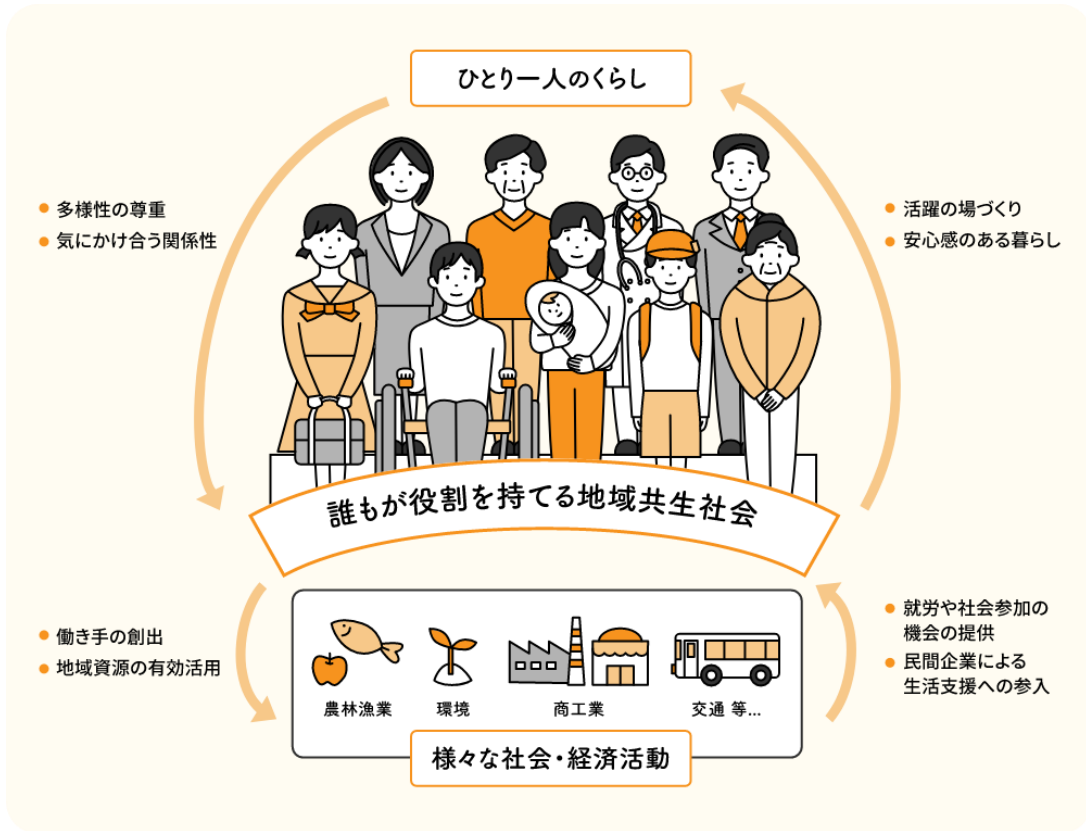 ひとり一人のくらし
● 多様性の尊重
● 気にかけ合う関係性
● 活躍の場づくり
● 安心感のある暮らし
誰もが役割を持てる地域共生社会
● 働き手の創出
● 地域資源の有効活用
● 就労や社会参加の
機会の提供
● 民間企業による
生活支援への参入
農林漁業 環境 商工業 交通 等...
様々な社会・経済活動